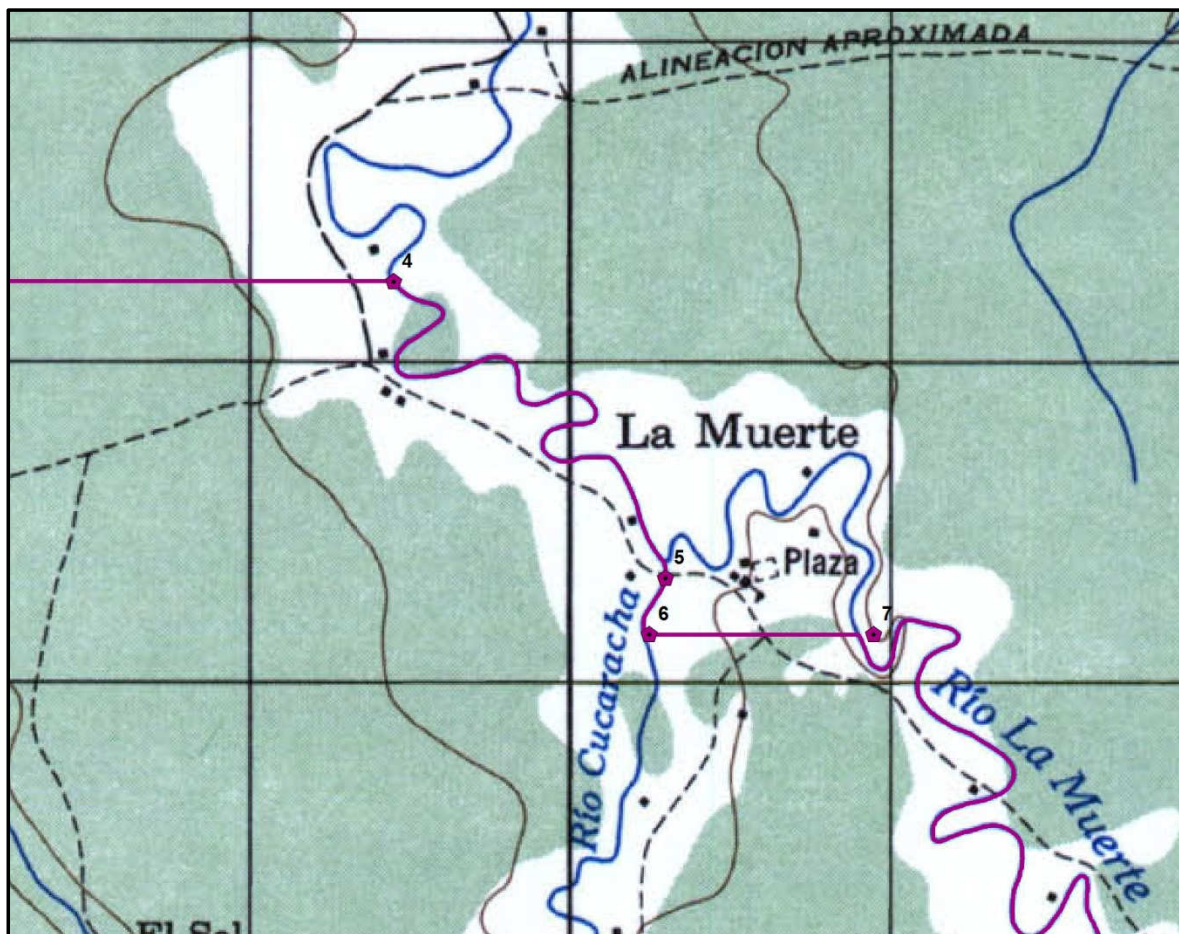 ALINEACION APROXIMADA
4
La Muerte
5
Plaza
6
7
Río Cucaracha
Río La Muerte